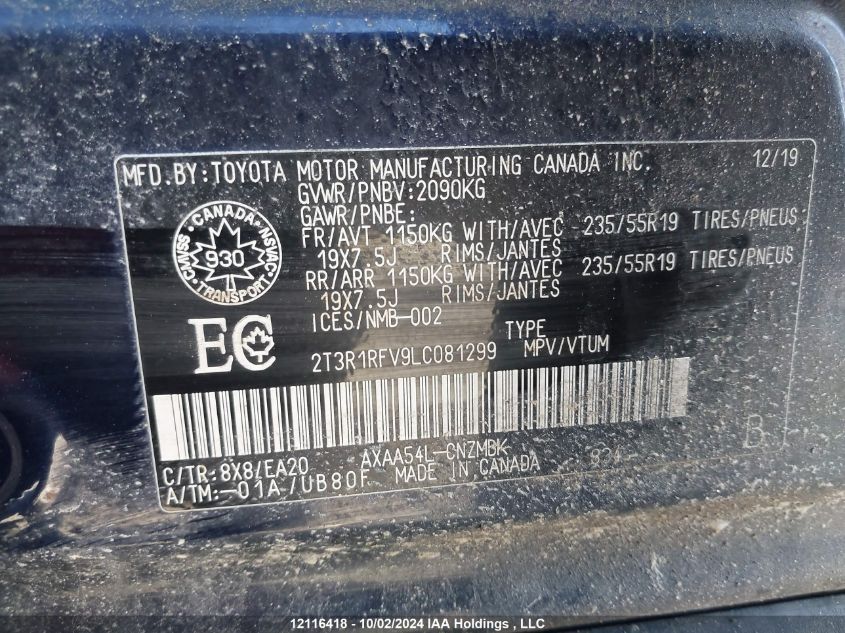 MFD.BY:TOYOTA MOTOR MANUFACTURING CANADA INC. 12/19
GVWR/PNBV:2090KG
GAWR/PNBE:
FR/AVT 1150KG WITH/AVEC 235/55R19 TIRES/PNEUS
19X7.5J RIMS/JANTES
RR/ARR 1150KG WITH/AVEC 235/55R19 TIRES/PNEUS
19X7.5J RIMS/JANTES
ICES/NMB-002
CANADA
CMVSS 930 NSVAC
TRANSPORT
EC
TYPE
2T3R1RFV9LC081299 MPV/VTUM
AXAA54L-CNZMBK B
C/TR:8X8/EA20 MADE IN CANADA
A/TM:-01A/UB80F
12116418 - 10/02/2024 IAA Holdings , LLC